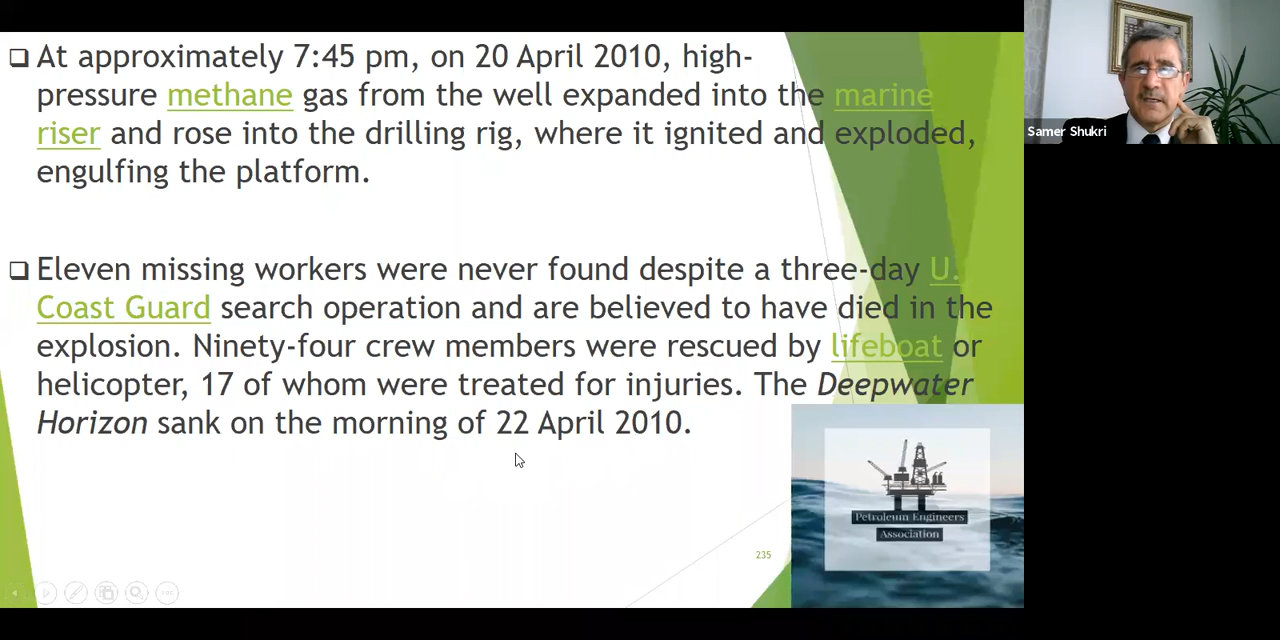 ❑ At approximately 7:45 pm, on 20 April 2010, high-
pressure methane gas from the well expanded into the marine
riser and rose into the drilling rig, where it ignited and exploded,
engulfing the platform.
❑ Eleven missing workers were never found despite a three-day U.
Coast Guard search operation and are believed to have died in the
explosion. Ninety-four crew members were rescued by lifeboat or
helicopter, 17 of whom were treated for injuries. The Deepwater
Horizon sank on the morning of 22 April 2010.
Petroleum Engineers
Association
235
Samer Shukri